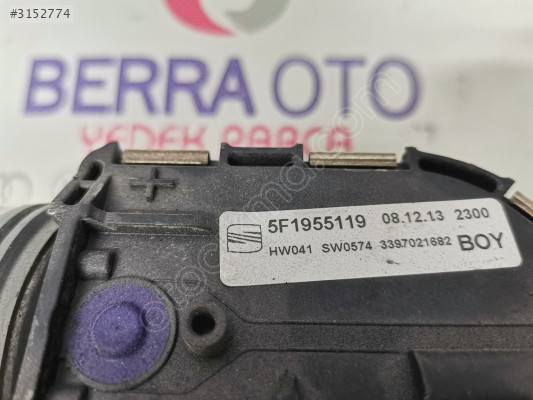 #3152774
BERRA OTO
YEDEK PARÇA
5F1955119 08.12.13 2300
HW041 SW0574 3397021682 BOY